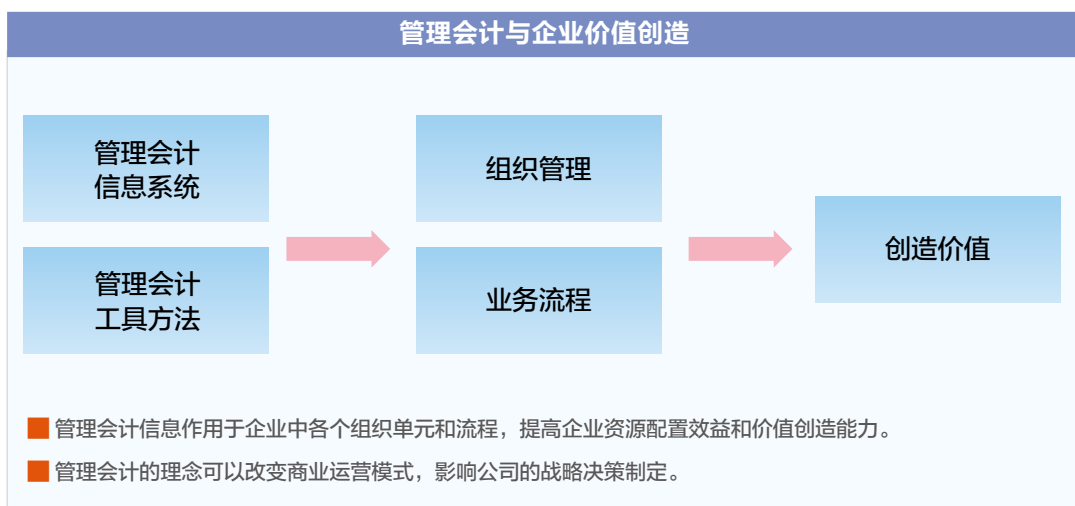 管理会计与企业价值创造
管理会计
信息系统
组织管理
创造价值
管理会计
工具方法
业务流程
管理会计信息作用于企业中各个组织单元和流程，提高企业资源配置效益和价值创造能力。
管理会计的理念可以改变商业运营模式，影响公司的战略决策制定。